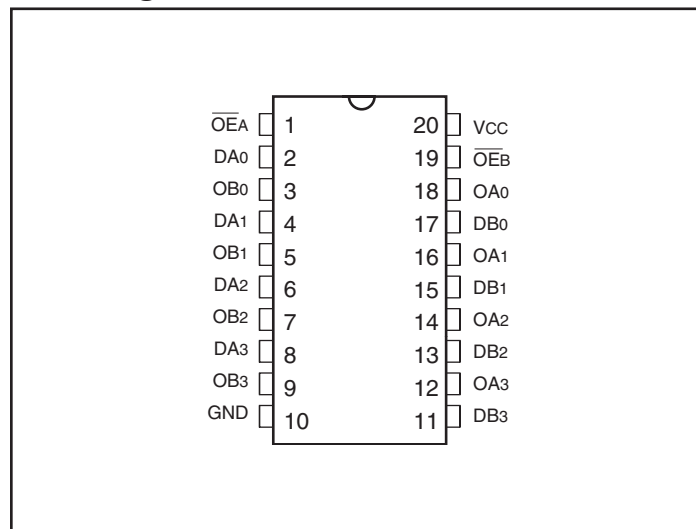 O̅E̅A 1 20 VCC
DA0 2 19 O̅E̅B
OB0 3 18 OA0
DA1 4 17 DB0
OB1 5 16 OA1
DA2 6 15 DB1
OB2 7 14 OA2
DA3 8 13 DB2
OB3 9 12 OA3
GND 10 11 DB3